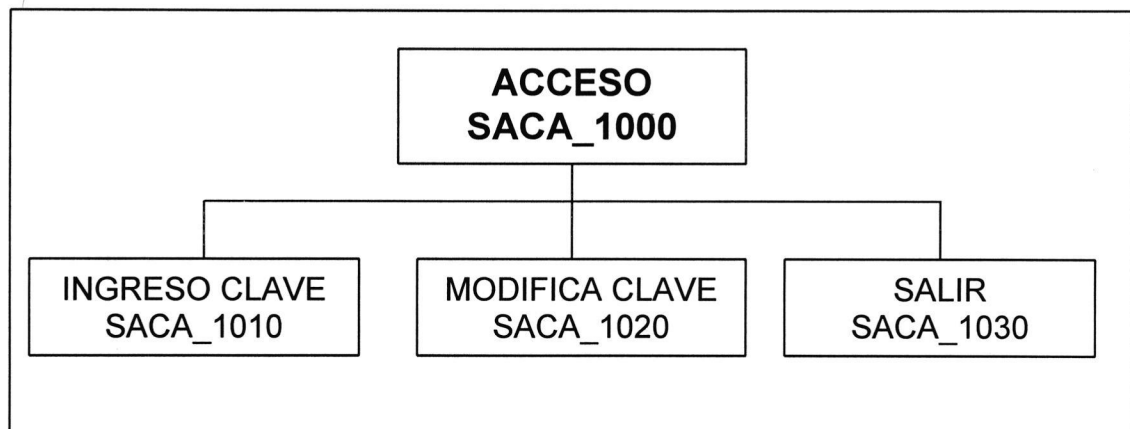 ACCESO
SACA_1000
INGRESO CLAVE
SACA_1010
MODIFICA CLAVE
SACA_1020
SALIR
SACA_1030